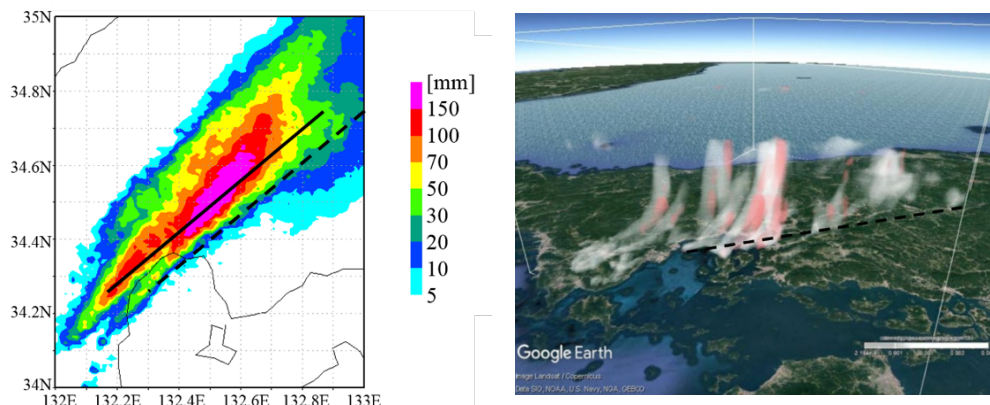 35N
34.8N
34.6N
34.4N
34.2N
34N
132E
132.2E
132.4E
132.6E
132.8E
133E
[mm]
150
100
70
50
30
20
10
5
Google Earth
Image Landsat / Copernicus
Data SIO, NOAA, U.S. Navy, NGA, GEBCO